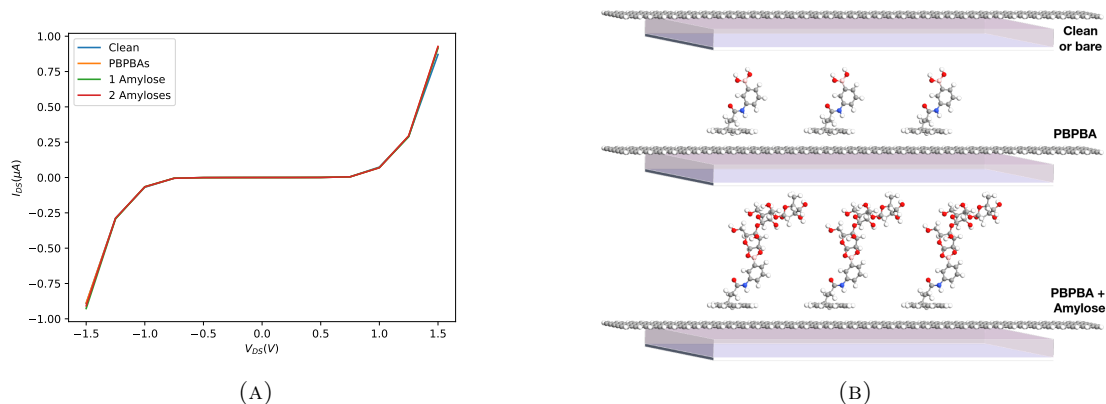 1.00
0.75
0.50
0.25
0.00
−0.25
−0.50
−0.75
−1.00
I_DS(μA)
Clean
PBPBAs
1 Amylose
2 Amyloses
−1.5 −1.0 −0.5 0.0 0.5 1.0 1.5
V_DS(V)
(A)
Clean
or bare
PBPBA
PBPBA +
Amylose
(B)